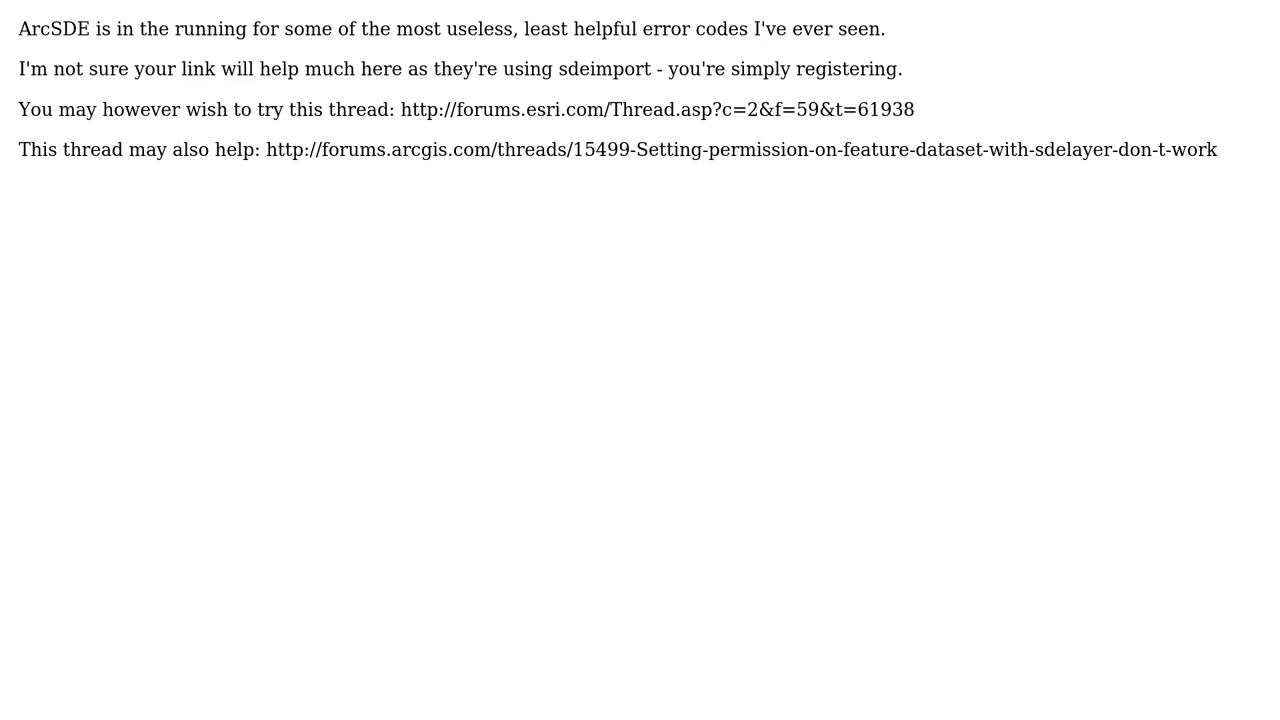 ArcSDE is in the running for some of the most useless, least helpful error codes I've ever seen.
I'm not sure your link will help much here as they're using sdeimport - you're simply registering.
You may however wish to try this thread: http://forums.esri.com/Thread.asp?c=2&f=59&t=61938
This thread may also help: http://forums.arcgis.com/threads/15499-Setting-permission-on-feature-dataset-with-sdelayer-don-t-work